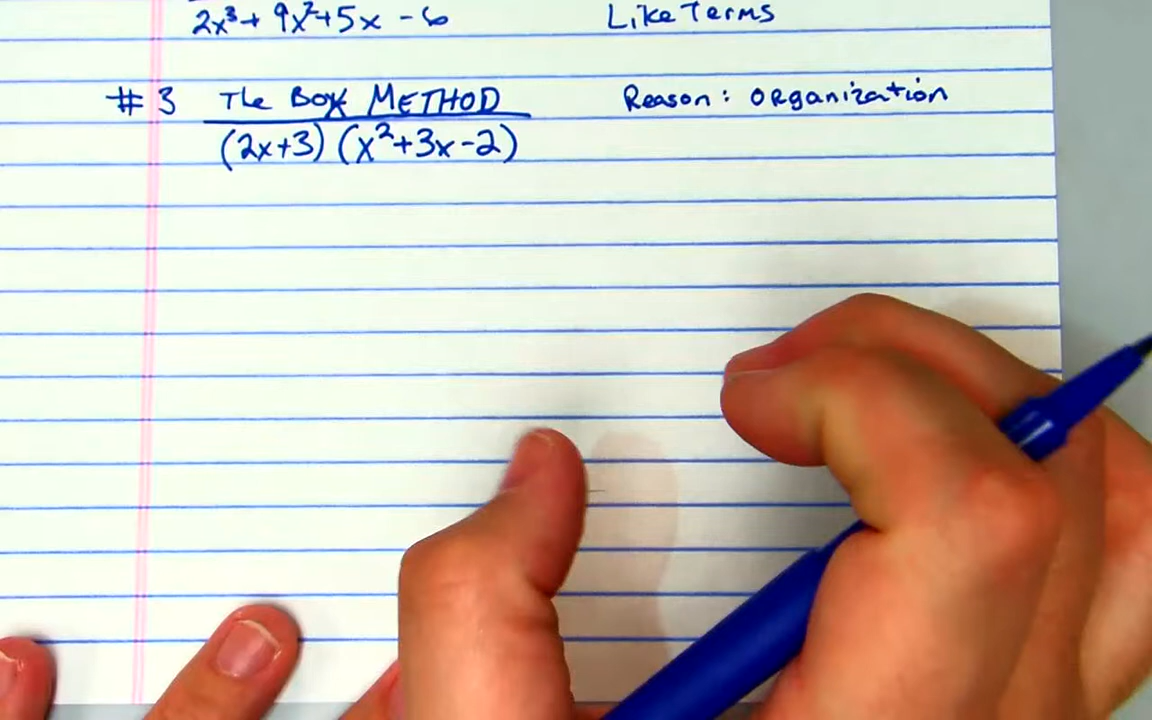 2x³+ 9x²+5x - 6 Like Terms
# 3 The Box METHOD Reason: organization
(2x+3) (x²+3x-2)